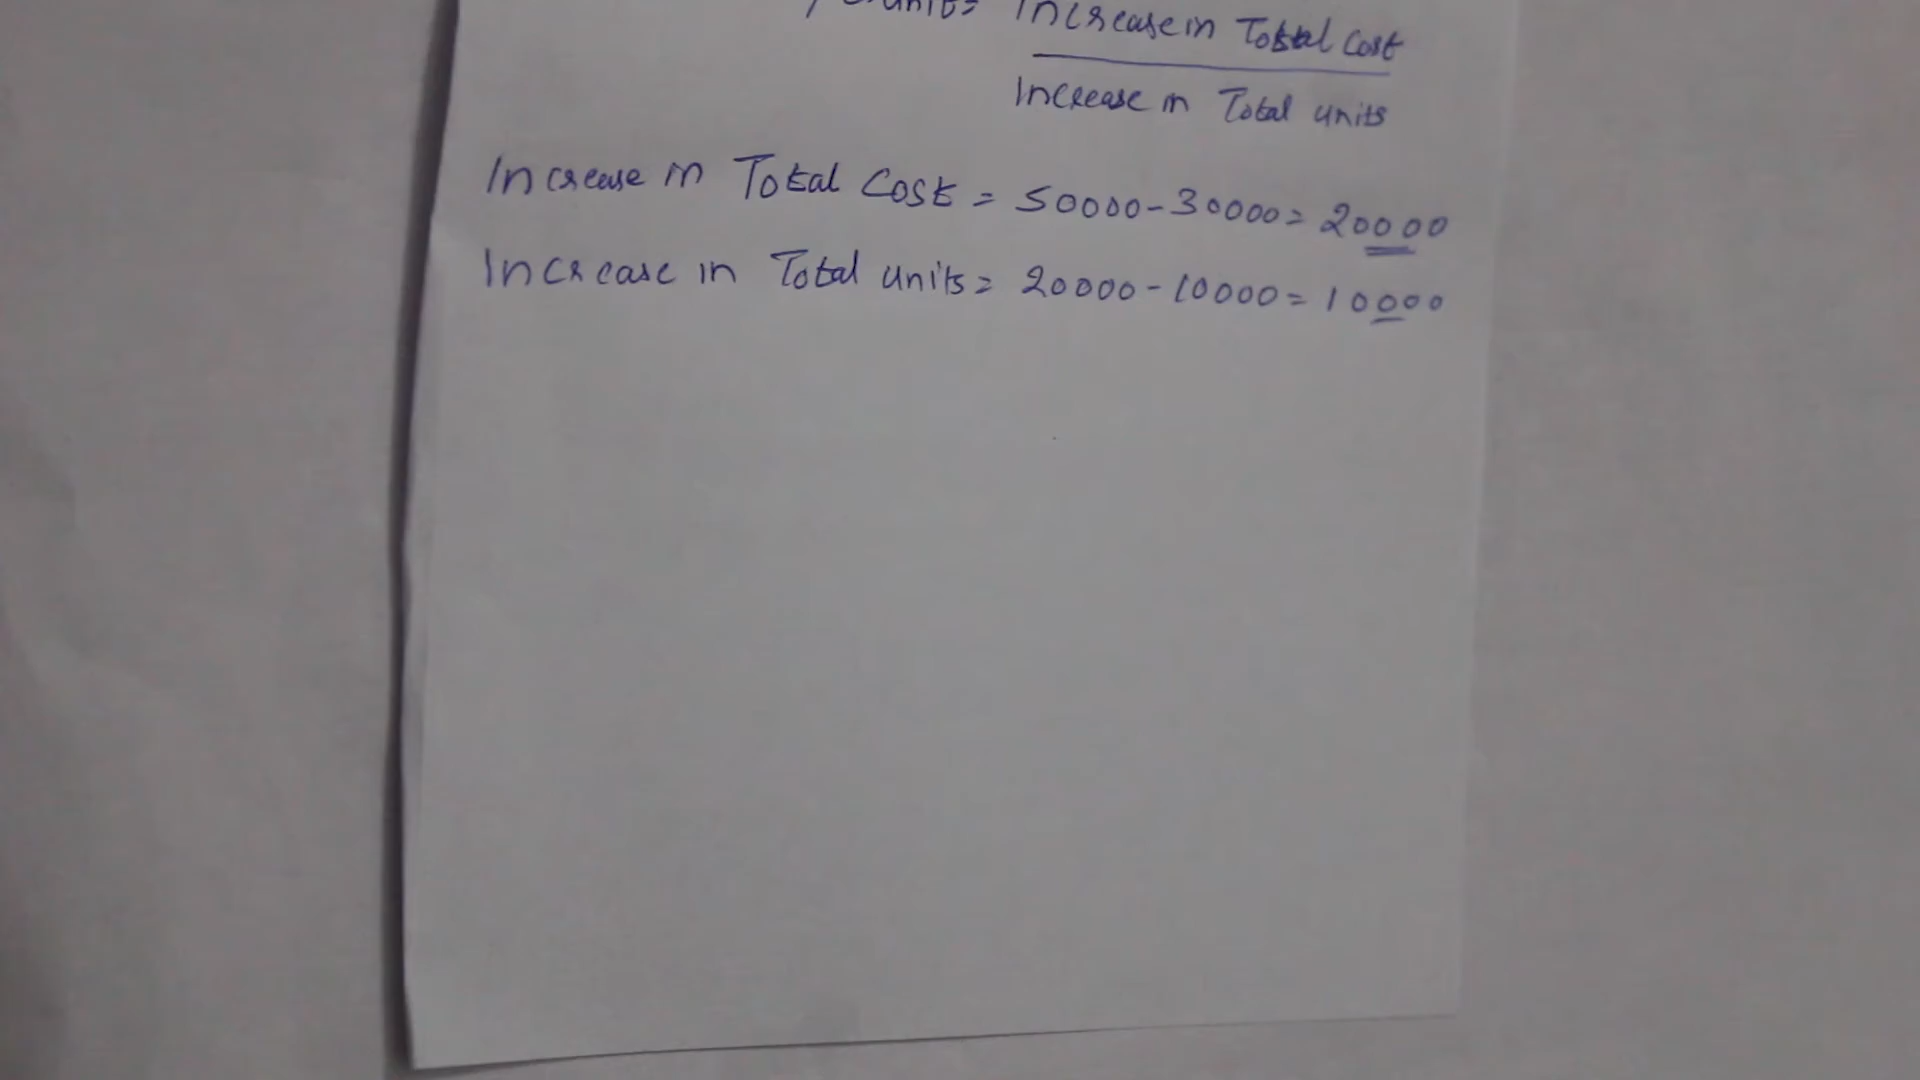 units Increase in Total Cost
Increase in Total units
Increase in Total Cost = 50000-30000= 20000
Increase in Total units= 20000-10000= 10000